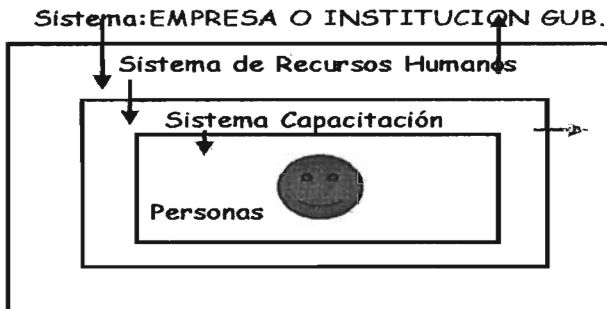 Sistema:EMPRESA O INSTITUCION GUB.
Sistema de Recursos Humanos
Sistema Capacitación
Personas